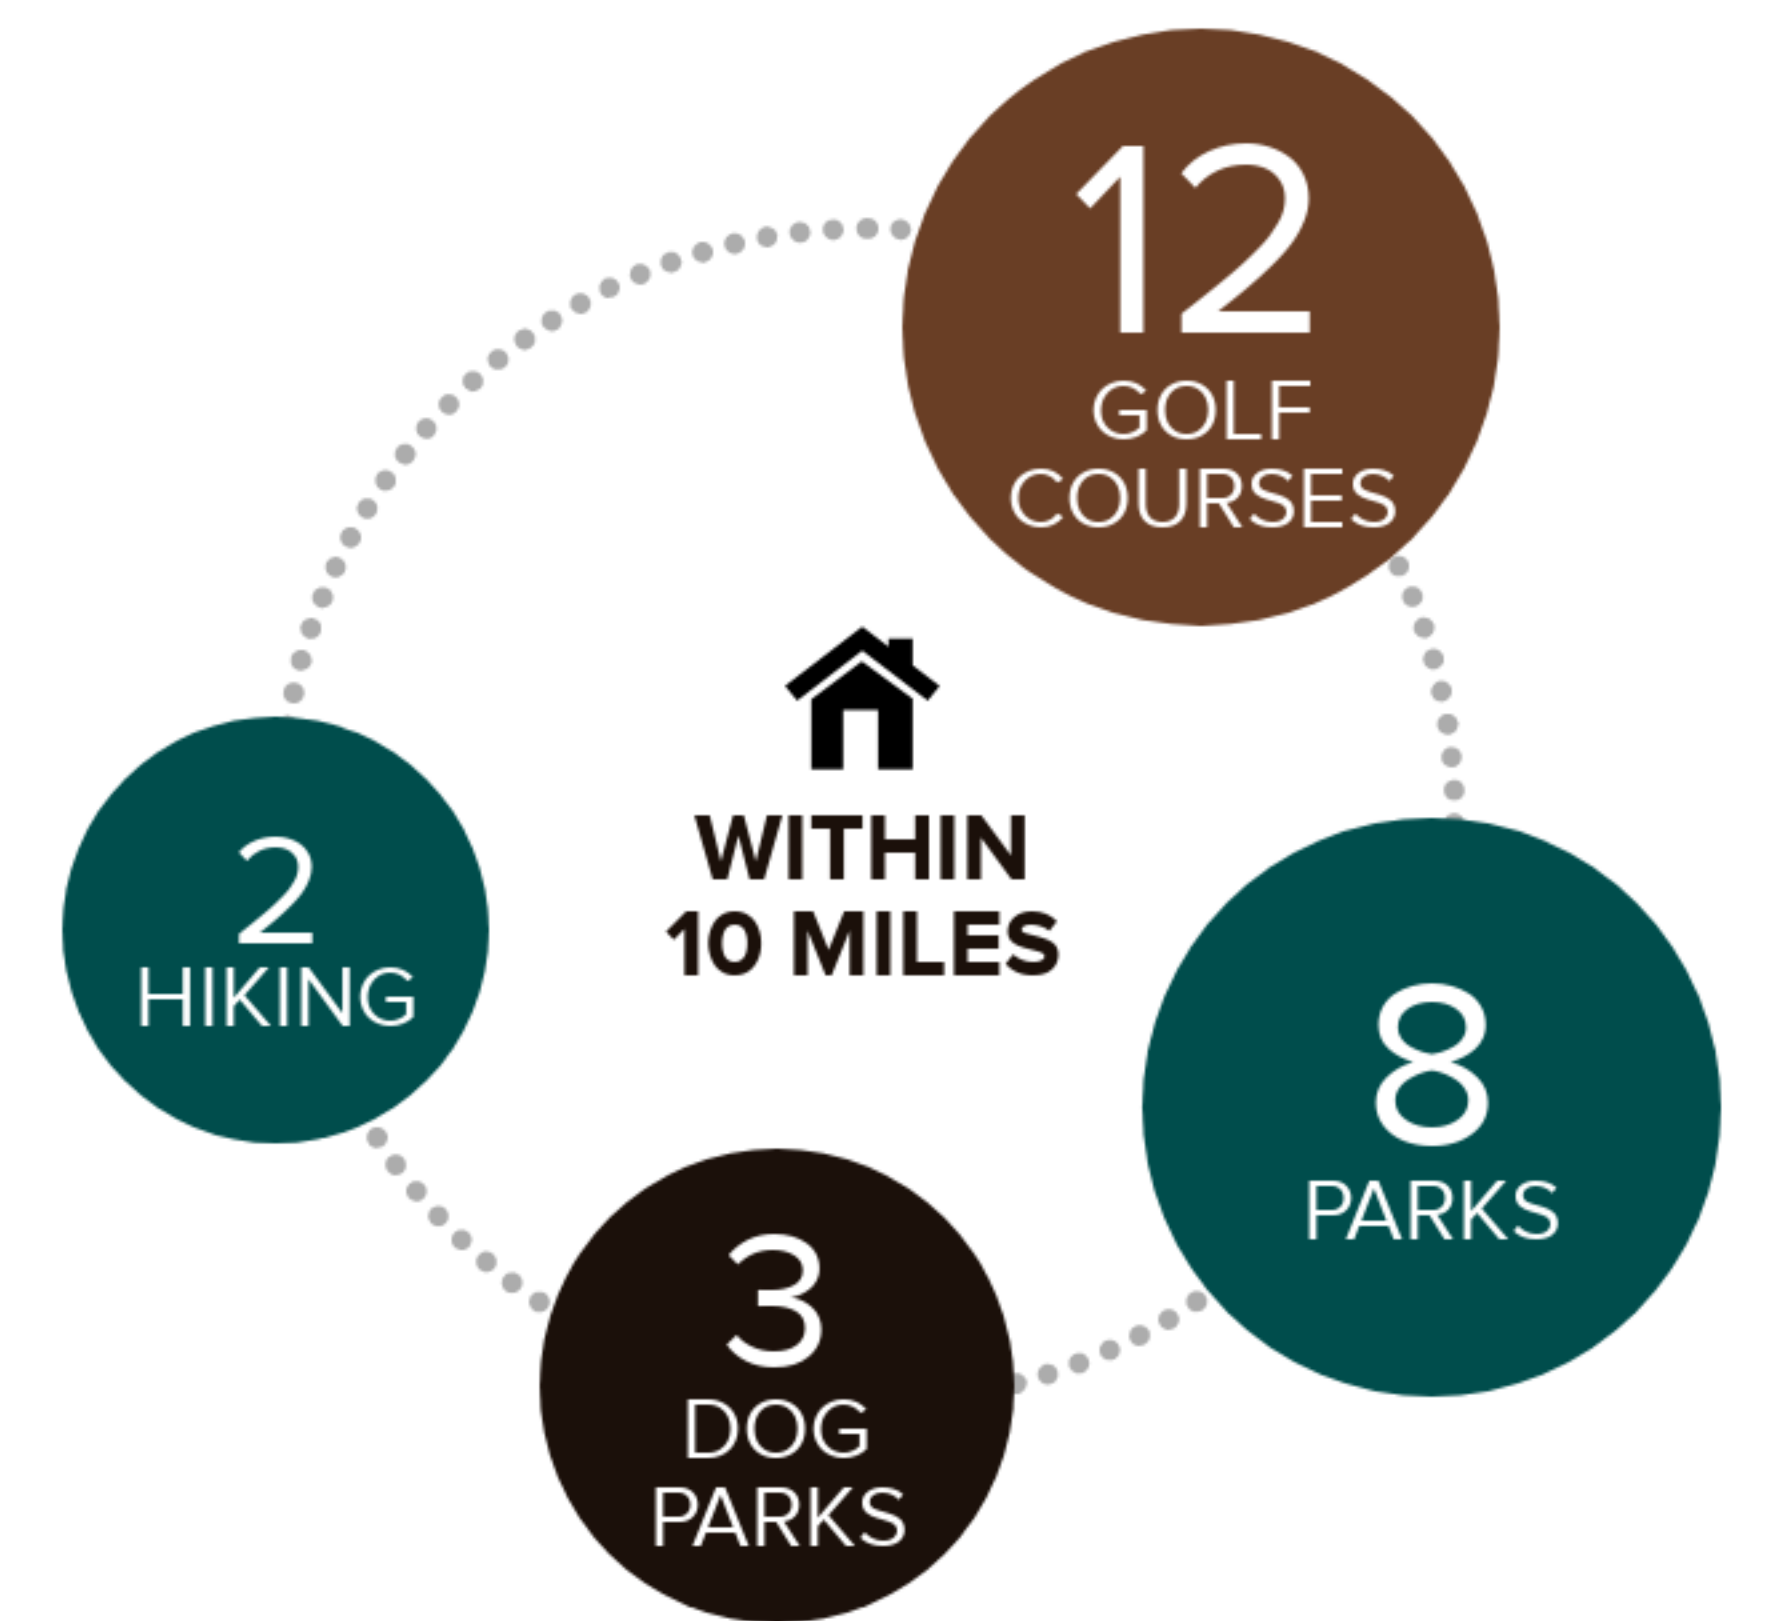 12
GOLF
COURSES
WITHIN
10 MILES
2
HIKING
8
PARKS
3
DOG
PARKS